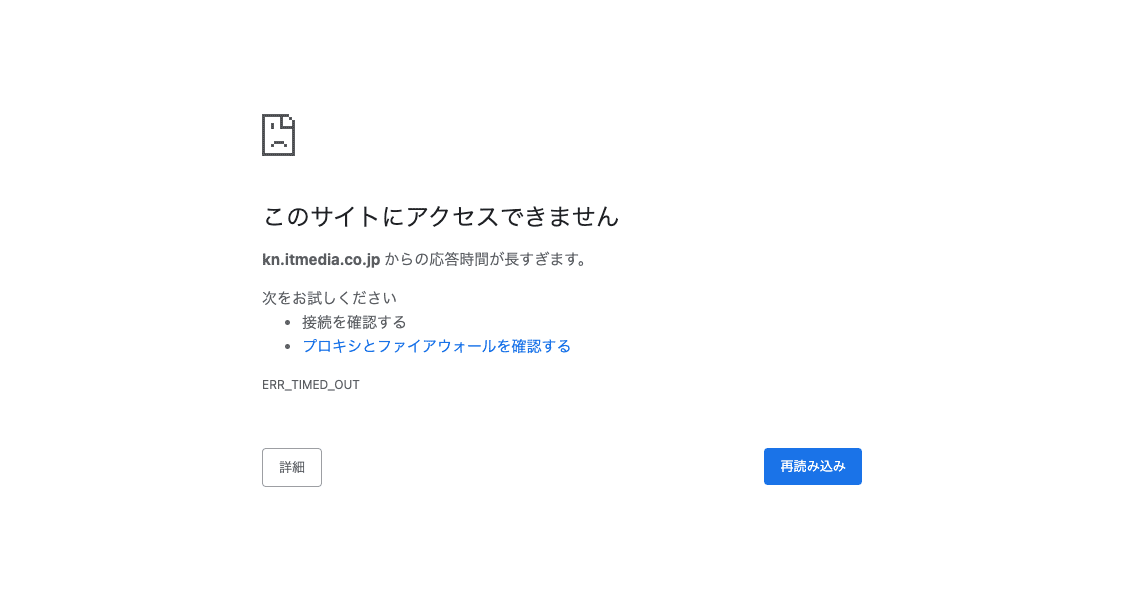 このサイトにアクセスできません
kn.itmedia.co.jp からの応答時間が長すぎます。
次をお試しください
• 接続を確認する
• プロキシとファイアウォールを確認する
ERR_TIMED_OUT
詳細
再読み込み